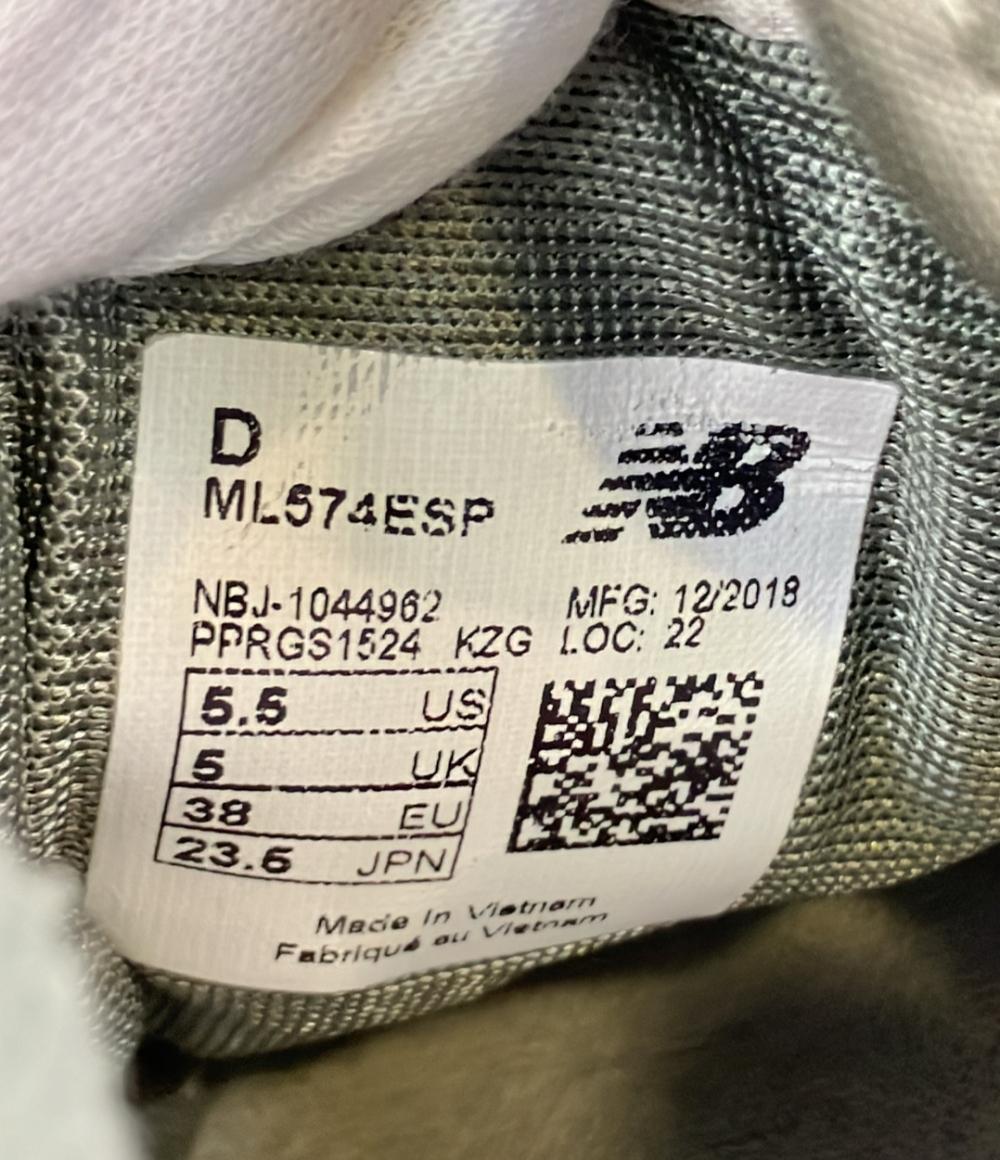 D
ML574ESP
NB
NBJ-1044962 MFG: 12/2018
PPRGS1524 KZG LOC: 22
5.5 US
5 UK
38 EU
23.5 JPN
Made in Vietnam
Fabriqué au Vietnam